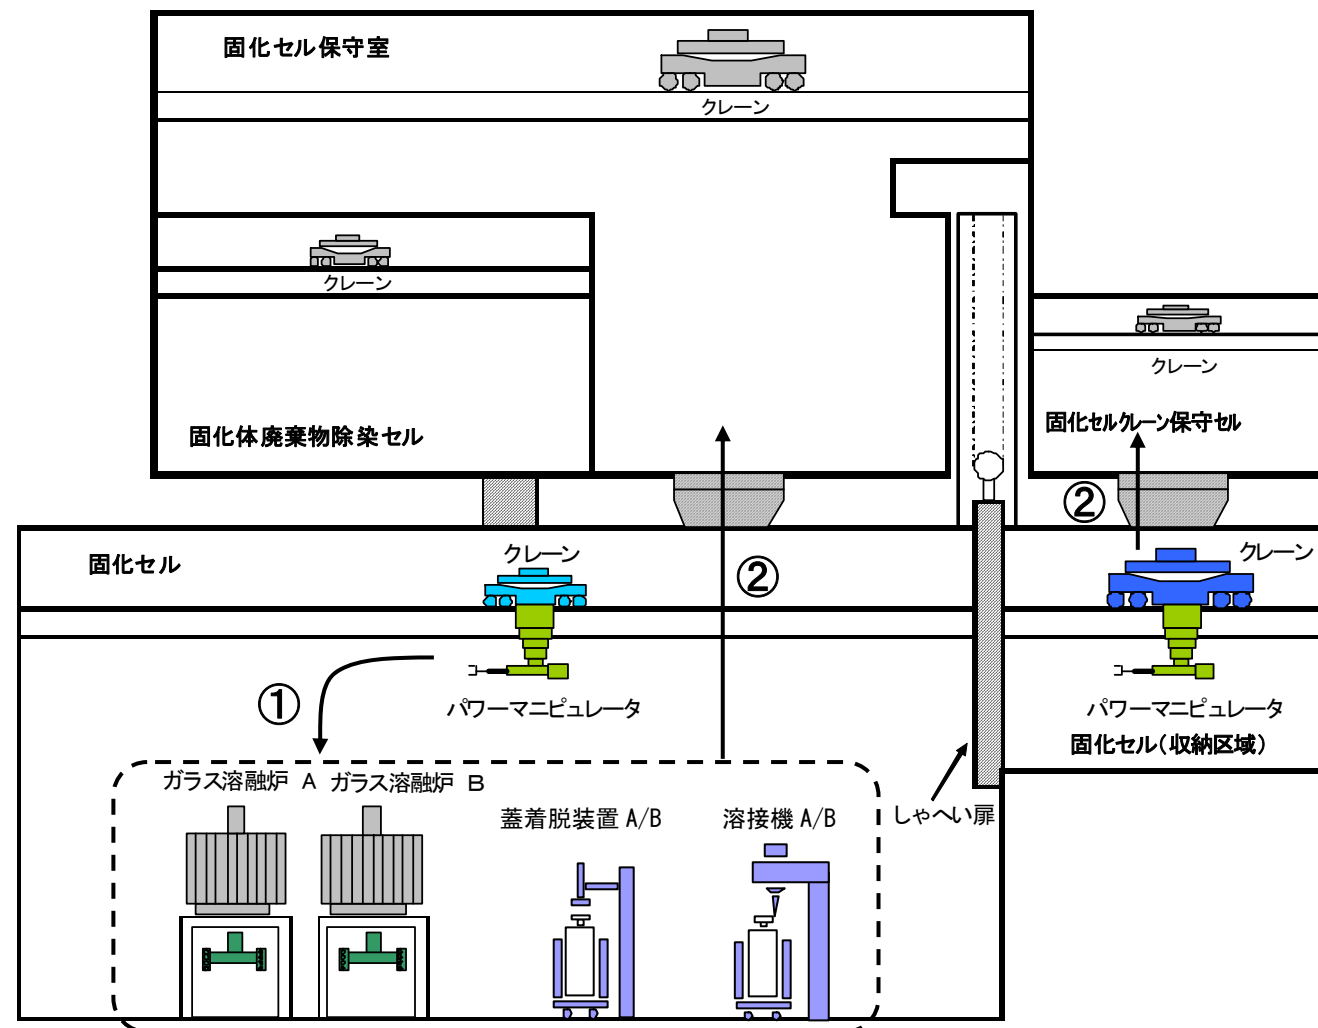 固化セル保守室
クレーン
クレーン
クレーン
固化体廃棄物除染セル
固化セルクレーン保守セル
②
固化セル
クレーン
②
クレーン
①
パワーマニピュレータ
パワーマニピュレータ
固化セル(収納区域)
ガラス溶融炉 A
ガラス溶融炉 B
蓋着脱装置 A/B
溶接機 A/B
しゃへい扉